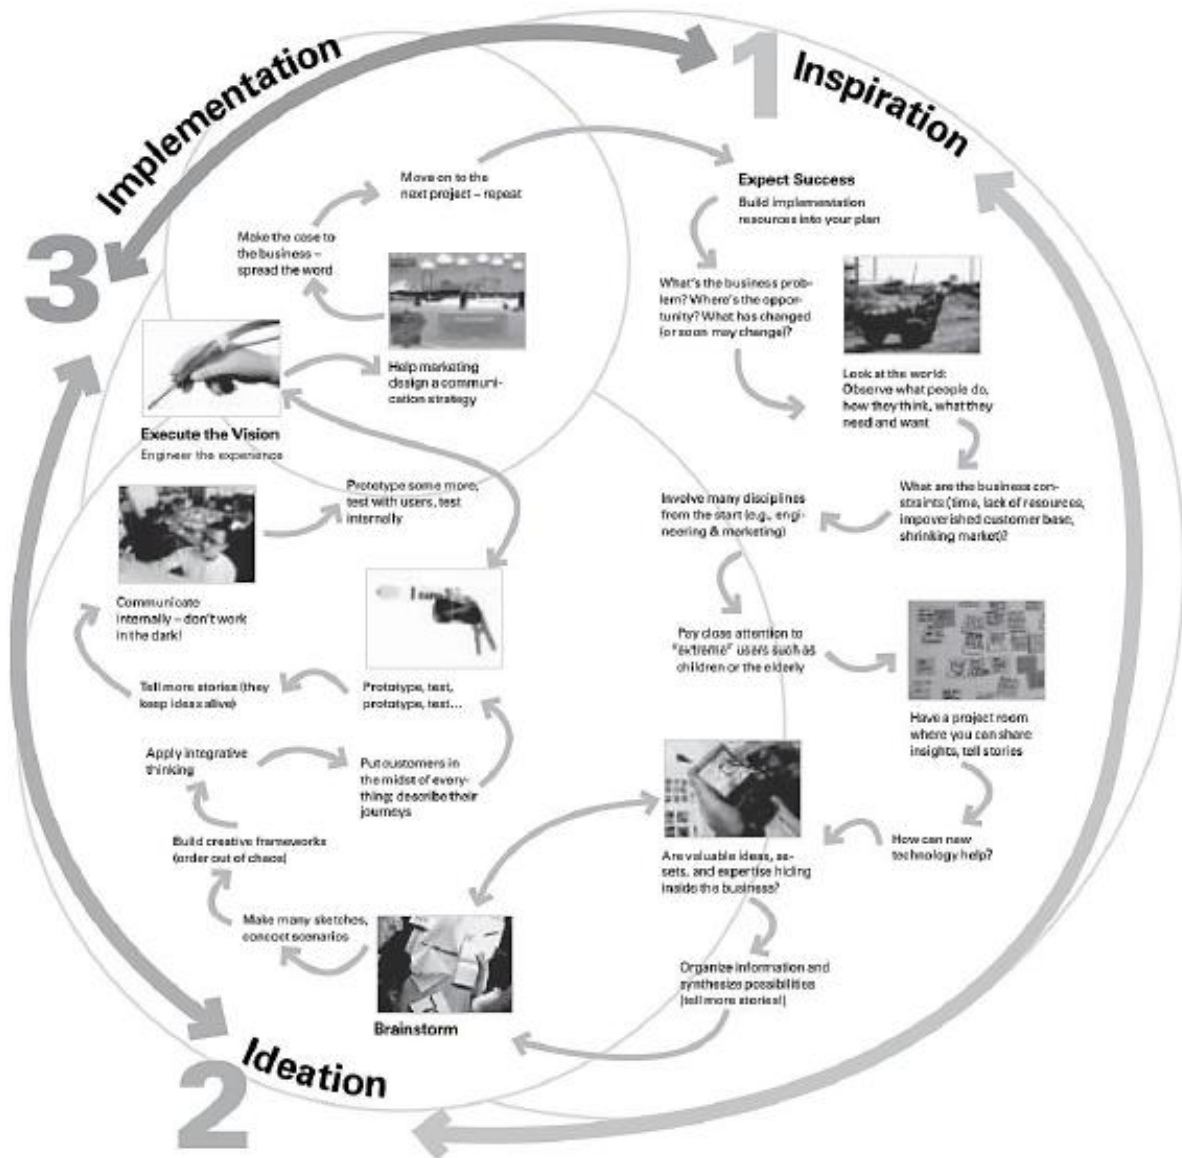 1
Inspiration
Expect Success
Build implementation
resources into your plan
What's the business prob-
lem? Where's the oppor-
tunity? What has changed
(or soon may change)?
Look at the world:
Observe what people do,
how they think, what they
need and want
What are the business con-
straints (time, lack of resources,
impoverished customer base,
shrinking market)?
Involve many disciplines
from the start (e.g., engi-
neering & marketing)
Pay close attention to
"extreme" users such as
children or the elderly
Have a project room
where you can share
insights, tell stories
How can new
technology help?
Are valuable ideas, as-
sets, and expertise hiding
inside the business?
Organize information and
synthesize possibilities
(tell more stories!)
2
Ideation
Brainstorm
Make many sketches,
concoct scenarios
Build creative frameworks
(order out of chaos)
Apply integrative
thinking
Put customers in
the midst of every-
thing; describe their
journeys
Prototype, test,
prototype, test...
Tell more stories (they
keep ideas alive)
Communicate
internally – don't work
in the dark!
Prototype some more,
test with users, test
internally
3
Implementation
Execute the Vision
Engineer the experience
Help marketing
design a communi-
cation strategy
Make the case to
the business –
spread the word
Move on to the
next project – repeat